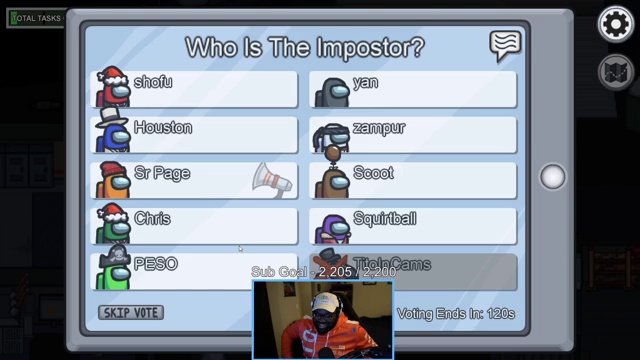 TOTAL TASKS
Who Is The Impostor?
shofu
yan
Houston
zampur
Sr Page
Scoot
Chris
Squirtball
PESO
TitoInCams
Sub Goal - 2,205 / 2,200
SKIP VOTE
Voting Ends In: 120s